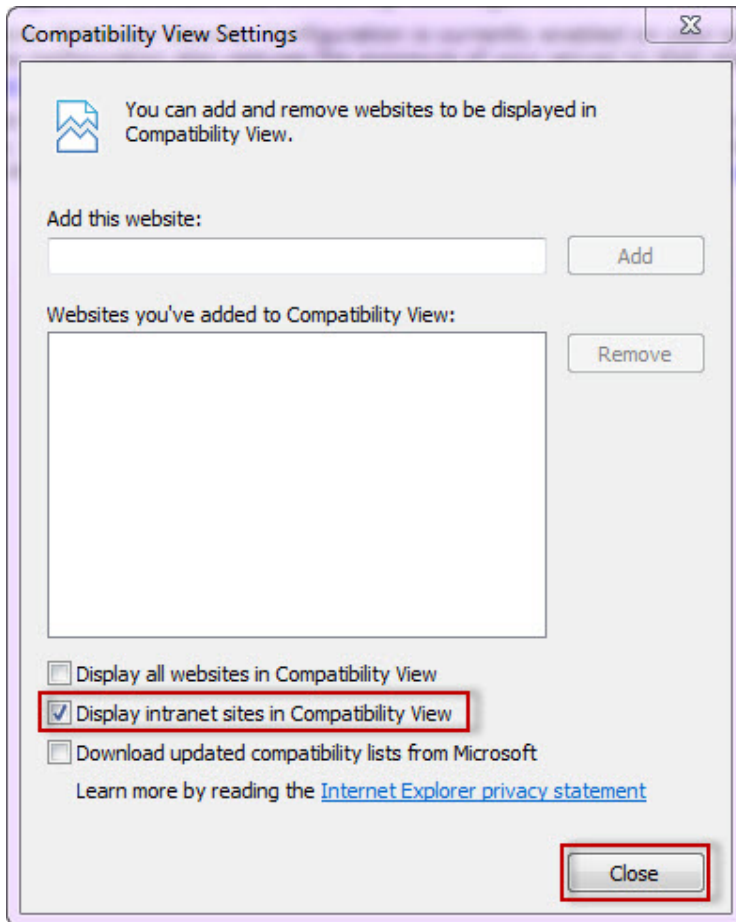 Compatibility View Settings
You can add and remove websites to be displayed in
Compatibility View.
Add this website:
Add
Websites you've added to Compatibility View:
Remove
Display all websites in Compatibility View
Display intranet sites in Compatibility View
Download updated compatibility lists from Microsoft
Learn more by reading the Internet Explorer privacy statement
Close